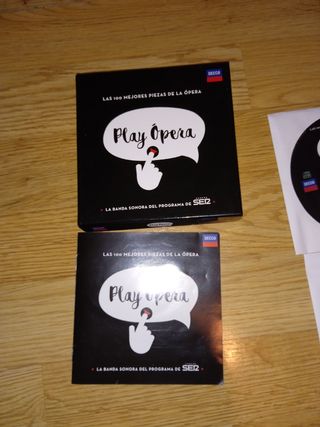 DECCA
LAS 100 MEJORES PIEZAS DE LA ÓPERA
Play Ópera
LA BANDA SONORA DEL PROGRAMA DE SER
DECCA
LAS 100 MEJORES PIEZAS DE LA ÓPERA
Play Ópera
LA BANDA SONORA DEL PROGRAMA DE SER